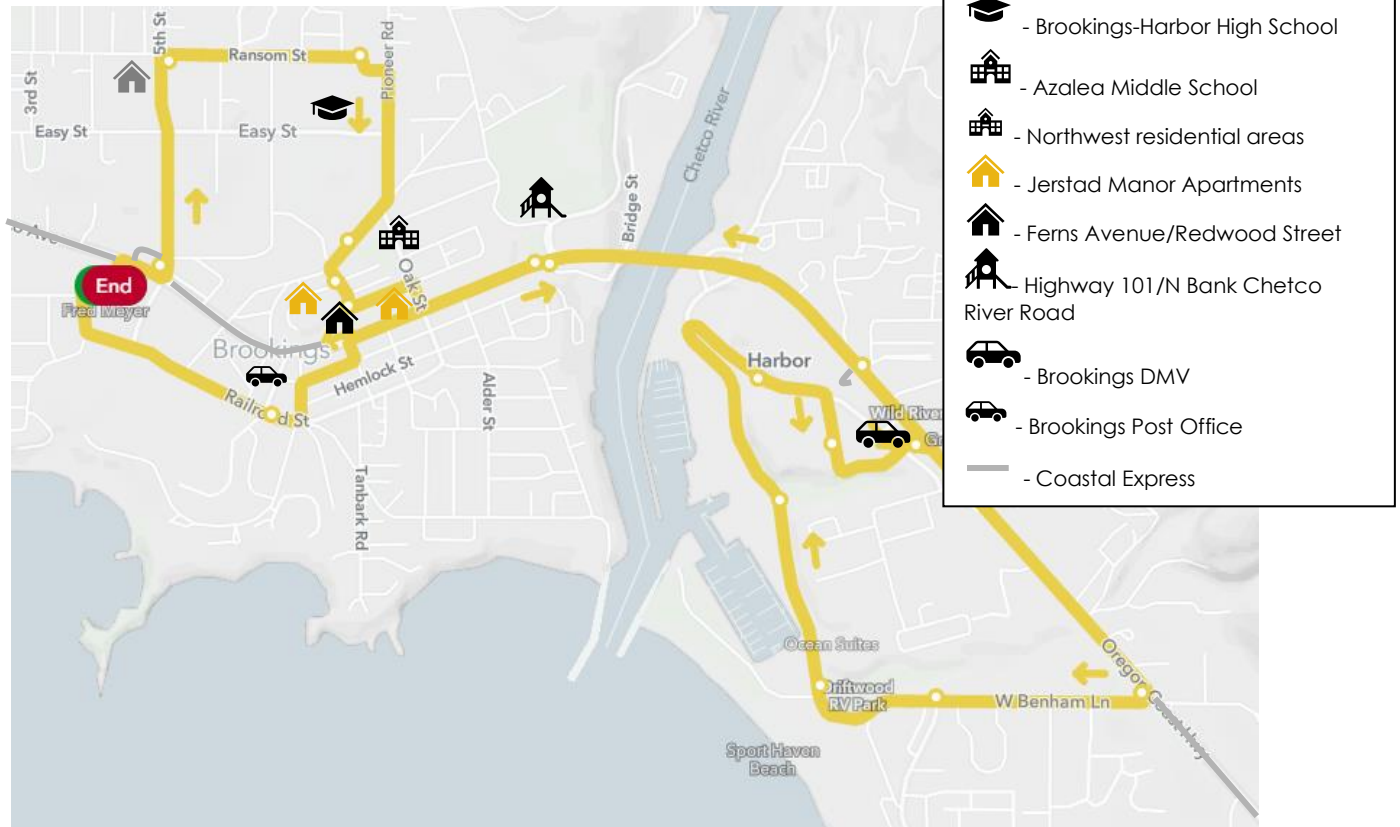 5th St
Ransom St
Pioneer Rd
3rd St
Easy St
Easy St
Chetco River
Bridge St
Ave
Oak St
End
Fred Meyer
Brookings
Hemlock St
Railroad St
Alder St
Tanbark Rd
Harbor
Wild River
Ocean Suites
Driftwood
RV Park
W Benham Ln
Oregon Coast Hwy
Sport Haven
Beach
- Brookings-Harbor High School
- Azalea Middle School
- Northwest residential areas
- Jerstad Manor Apartments
- Ferns Avenue/Redwood Street
- Highway 101/N Bank Chetco
River Road
- Brookings DMV
- Brookings Post Office
- Coastal Express